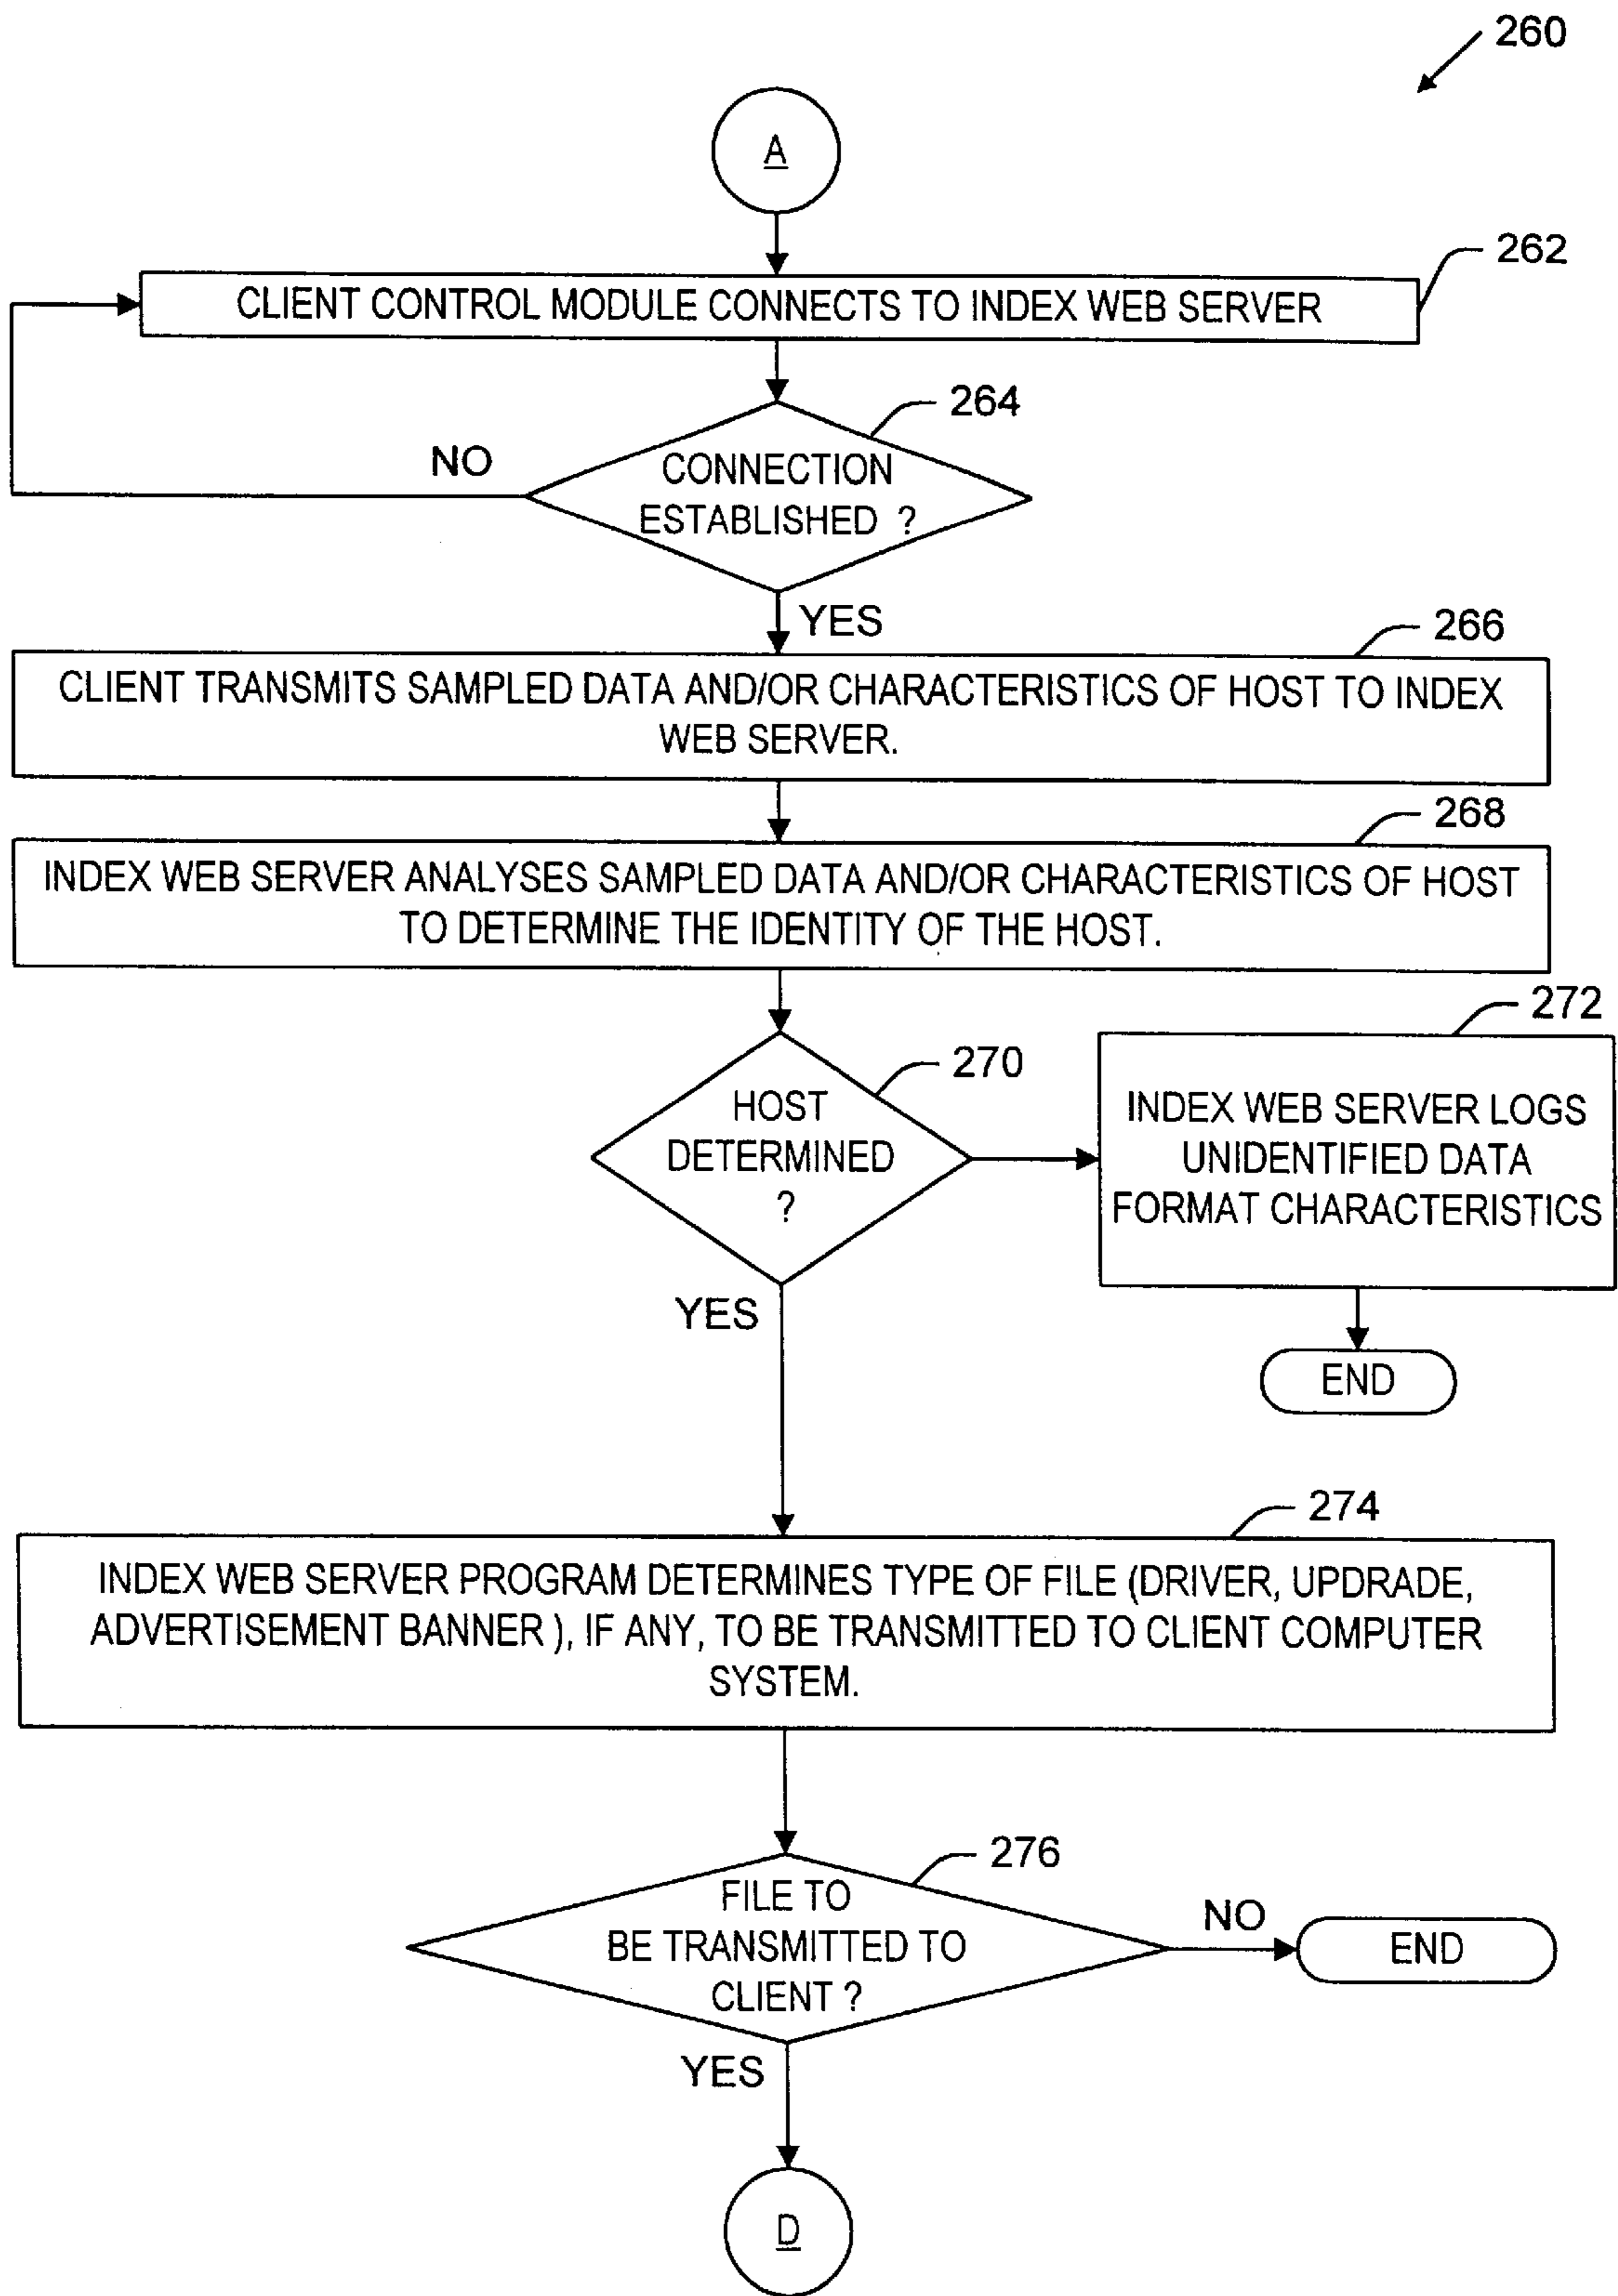 260
A
262
CLIENT CONTROL MODULE CONNECTS TO INDEX WEB SERVER
264
NO
CONNECTION
ESTABLISHED ?
YES
266
CLIENT TRANSMITS SAMPLED DATA AND/OR CHARACTERISTICS OF HOST TO INDEX
WEB SERVER.
268
INDEX WEB SERVER ANALYSES SAMPLED DATA AND/OR CHARACTERISTICS OF HOST
TO DETERMINE THE IDENTITY OF THE HOST.
270
HOST
DETERMINED
?
272
INDEX WEB SERVER LOGS
UNIDENTIFIED DATA
FORMAT CHARACTERISTICS
YES
END
274
INDEX WEB SERVER PROGRAM DETERMINES TYPE OF FILE (DRIVER, UPDRADE,
ADVERTISEMENT BANNER ), IF ANY, TO BE TRANSMITTED TO CLIENT COMPUTER
SYSTEM.
276
FILE TO
BE TRANSMITTED TO
CLIENT ?
NO
END
YES
D